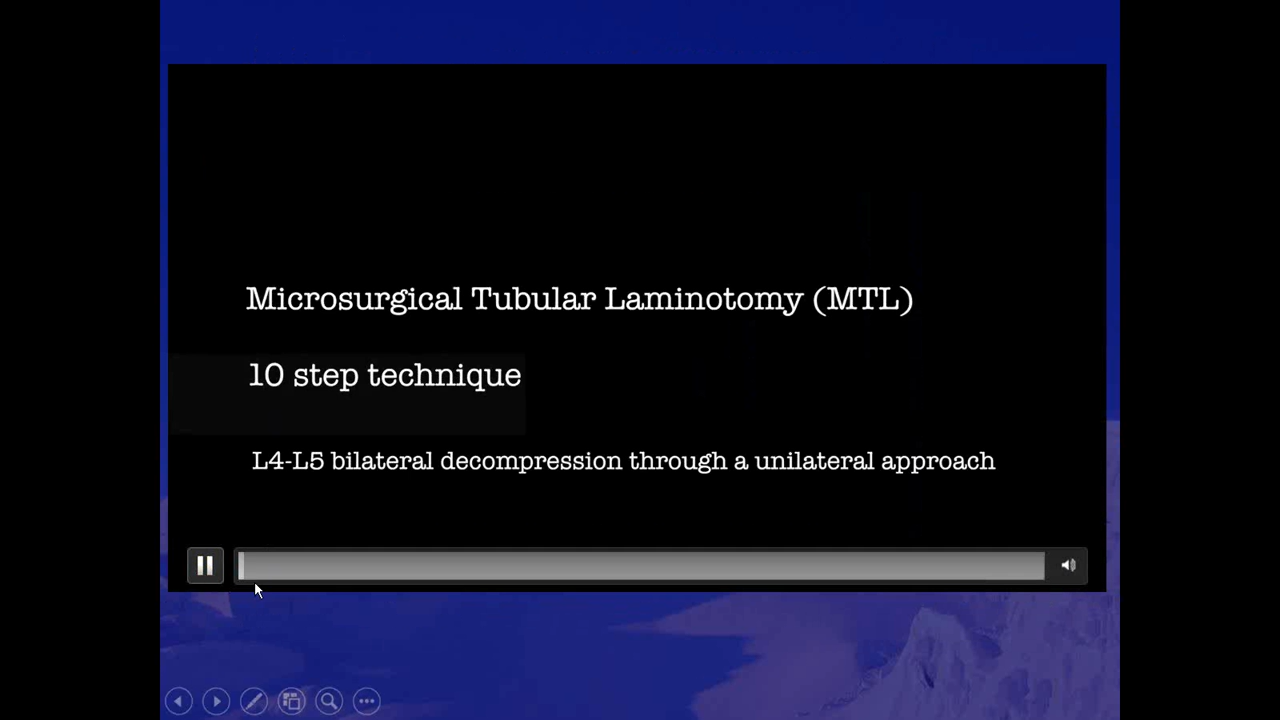 Microsurgical Tubular Laminotomy (MTL)
10 step technique
L4-L5 bilateral decompression through a unilateral approach